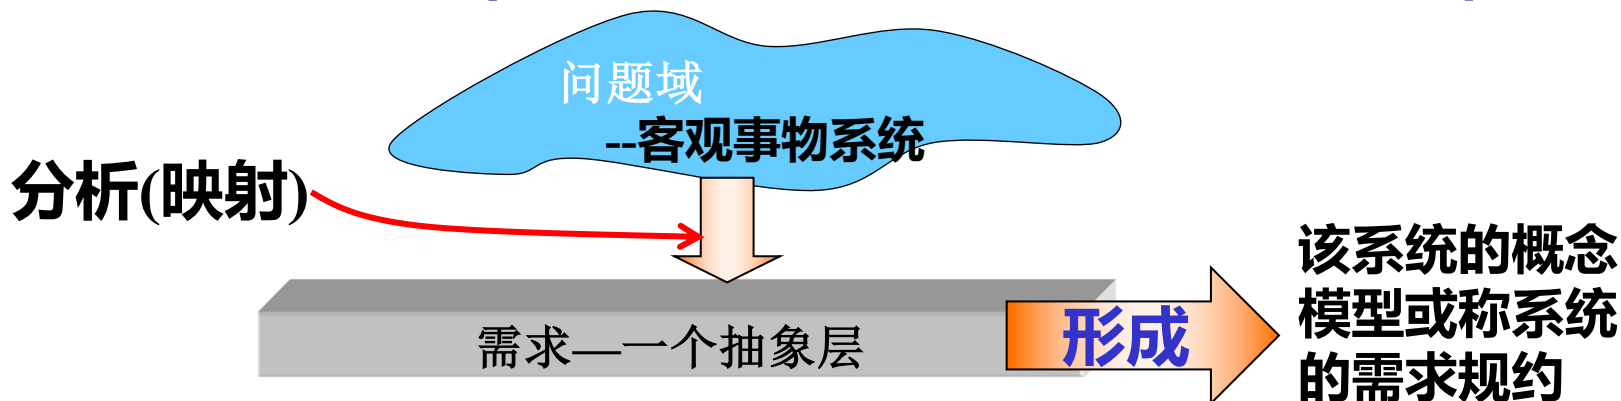 问题域
--客观事物系统
分析(映射)
该系统的概念
模型或称系统
的需求规约
形成
需求—一个抽象层